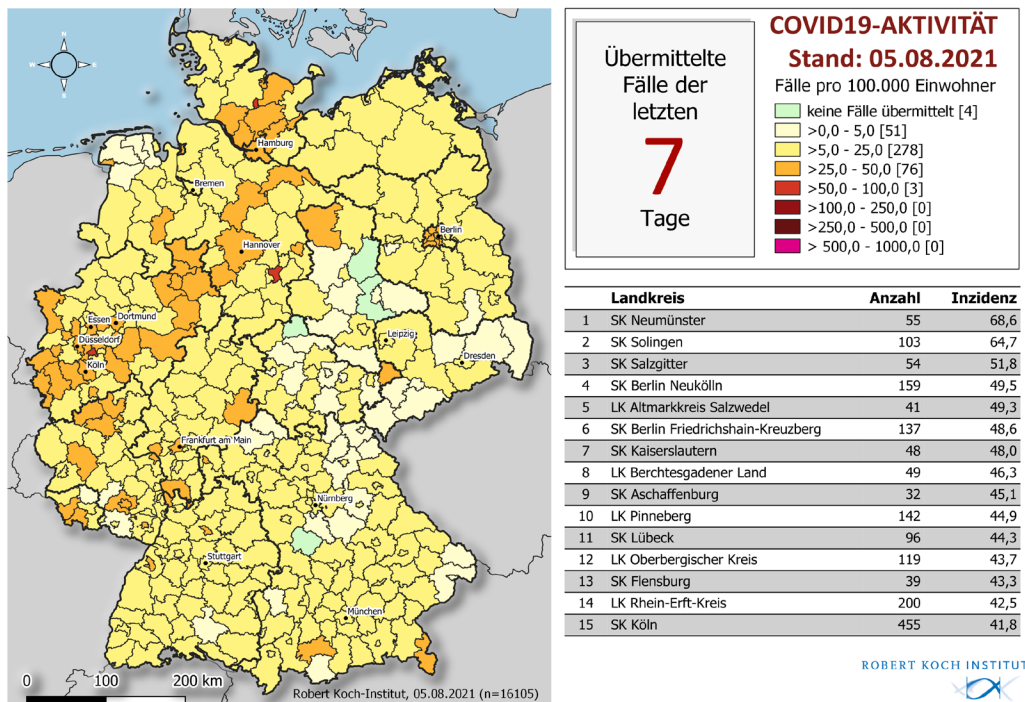 N
W
E
S
Hamburg
Bremen
Berlin
Hannover
Essen
Dortmund
Düsseldorf
Köln
Leipzig
Dresden
Frankfurt am Main
Nürnberg
Stuttgart
München
0 100 200 km
Robert Koch-Institut, 05.08.2021 (n=16105)
Übermittelte
Fälle der
letzten
7
Tage
COVID19-AKTIVITÄT
Stand: 05.08.2021
Fälle pro 100.000 Einwohner
keine Fälle übermittelt [4]
>0,0 - 5,0 [51]
>5,0 - 25,0 [278]
>25,0 - 50,0 [76]
>50,0 - 100,0 [3]
>100,0 - 250,0 [0]
>250,0 - 500,0 [0]
> 500,0 - 1000,0 [0]
Landkreis Anzahl Inzidenz
1 SK Neumünster 55 68,6
2 SK Solingen 103 64,7
3 SK Salzgitter 54 51,8
4 SK Berlin Neukölln 159 49,5
5 LK Altmarkkreis Salzwedel 41 49,3
6 SK Berlin Friedrichshain-Kreuzberg 137 48,6
7 SK Kaiserslautern 48 48,0
8 LK Berchtesgadener Land 49 46,3
9 SK Aschaffenburg 32 45,1
10 LK Pinneberg 142 44,9
11 SK Lübeck 96 44,3
12 LK Oberbergischer Kreis 119 43,7
13 SK Flensburg 39 43,3
14 LK Rhein-Erft-Kreis 200 42,5
15 SK Köln 455 41,8
ROBERT KOCH INSTITUT